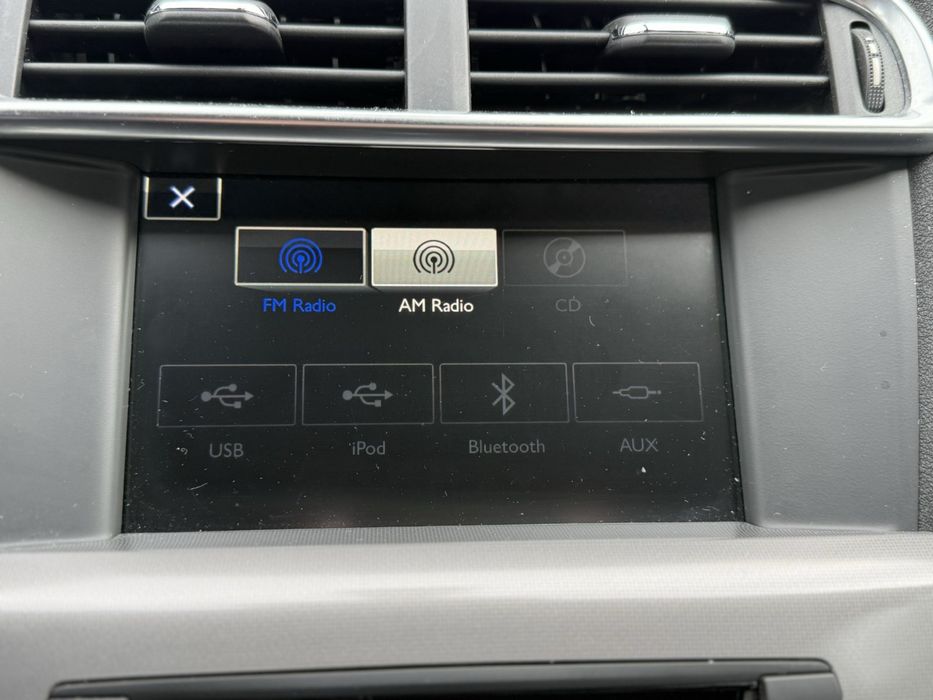 FM Radio AM Radio CD
USB iPod Bluetooth AUX